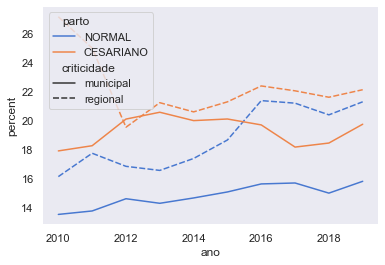 parto
NORMAL
CESARIANO
criticidade
municipal
regional
percent
26
24
22
20
18
16
14
2010
2012
2014
2016
2018
ano